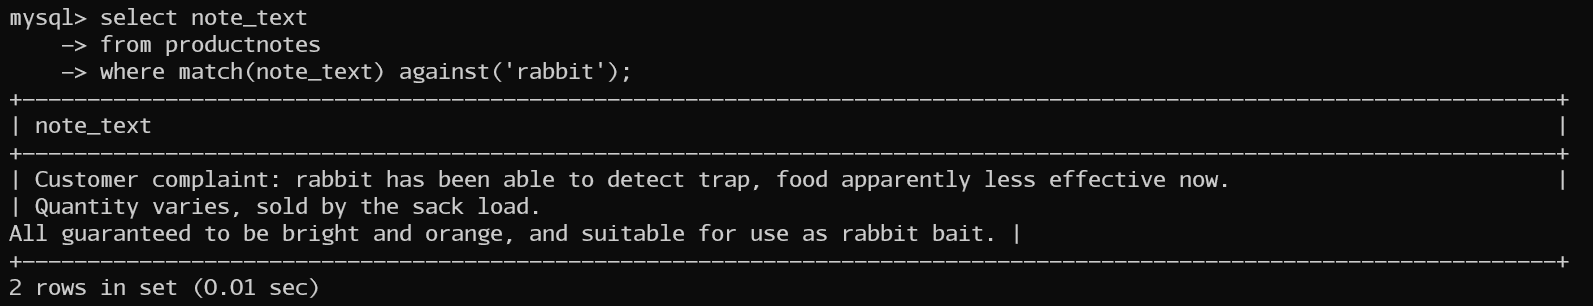 mysql> select note_text
    -> from productnotes
    -> where match(note_text) against('rabbit');
+----------------------------------------------------------------------------------------------------------------------+
| note_text                                                                                                            |
+----------------------------------------------------------------------------------------------------------------------+
| Customer complaint: rabbit has been able to detect trap, food apparently less effective now.                         |
| Quantity varies, sold by the sack load.
All guaranteed to be bright and orange, and suitable for use as rabbit bait. |
+----------------------------------------------------------------------------------------------------------------------+
2 rows in set (0.01 sec)